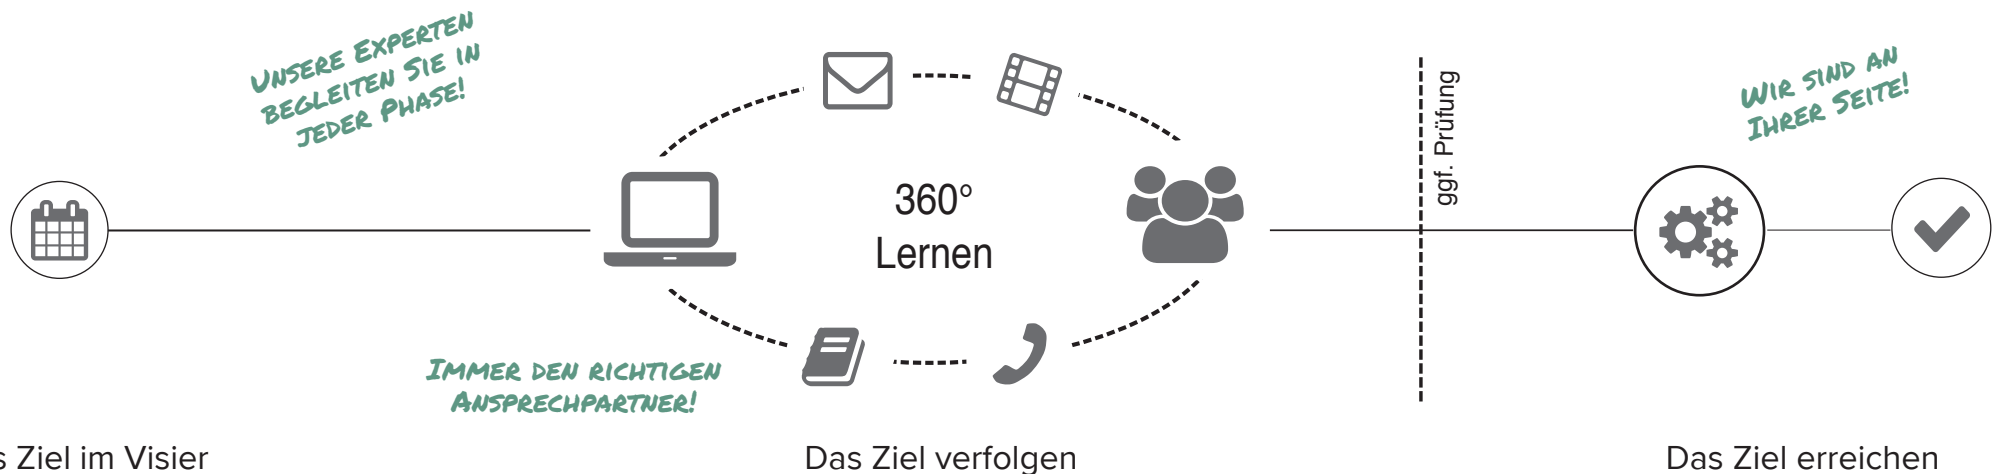 Unsere Experten
begleiten Sie in
jeder Phase!
Wir sind an
Ihrer Seite!
ggf. Prüfung
360°
Lernen
Immer den richtigen
Ansprechpartner!
s Ziel im Visier
Das Ziel verfolgen
Das Ziel erreichen